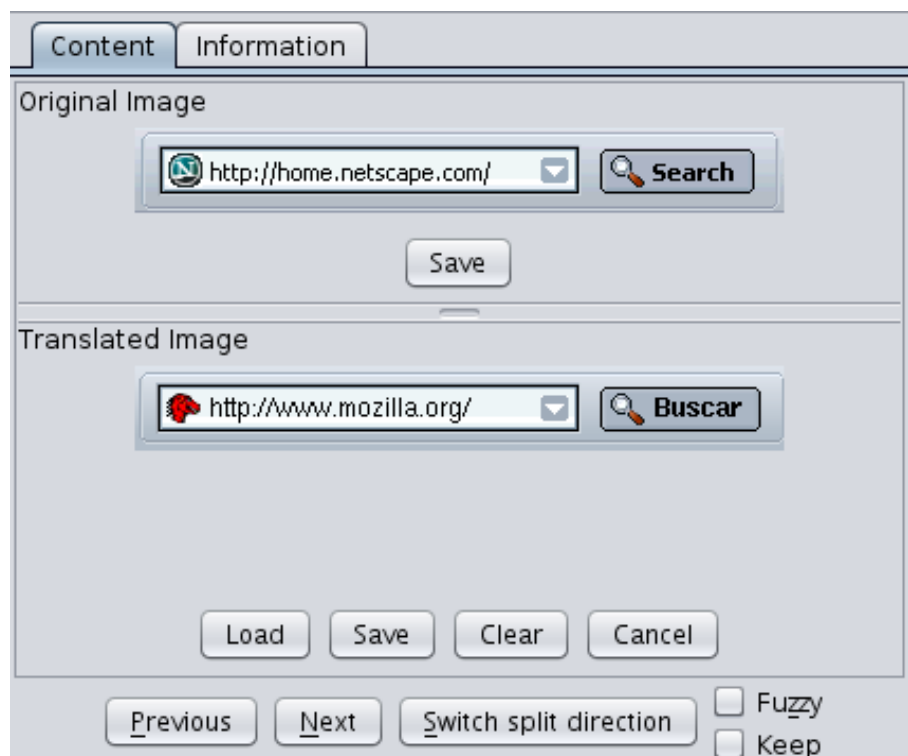 Content Information
Original Image
http://home.netscape.com/ Search
Save
Translated Image
http://www.mozilla.org/ Buscar
Load Save Clear Cancel
Previous Next Switch split direction Fuzzy
Keep